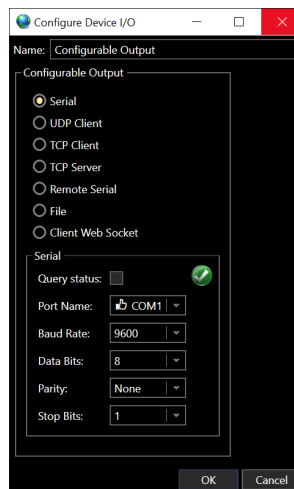 Configure Device I/O
Name: Configurable Output
Configurable Output
Serial
UDP Client
TCP Client
TCP Server
Remote Serial
File
Client Web Socket
Serial
Query status:
Port Name: COM1
Baud Rate: 9600
Data Bits: 8
Parity: None
Stop Bits: 1
OK Cancel